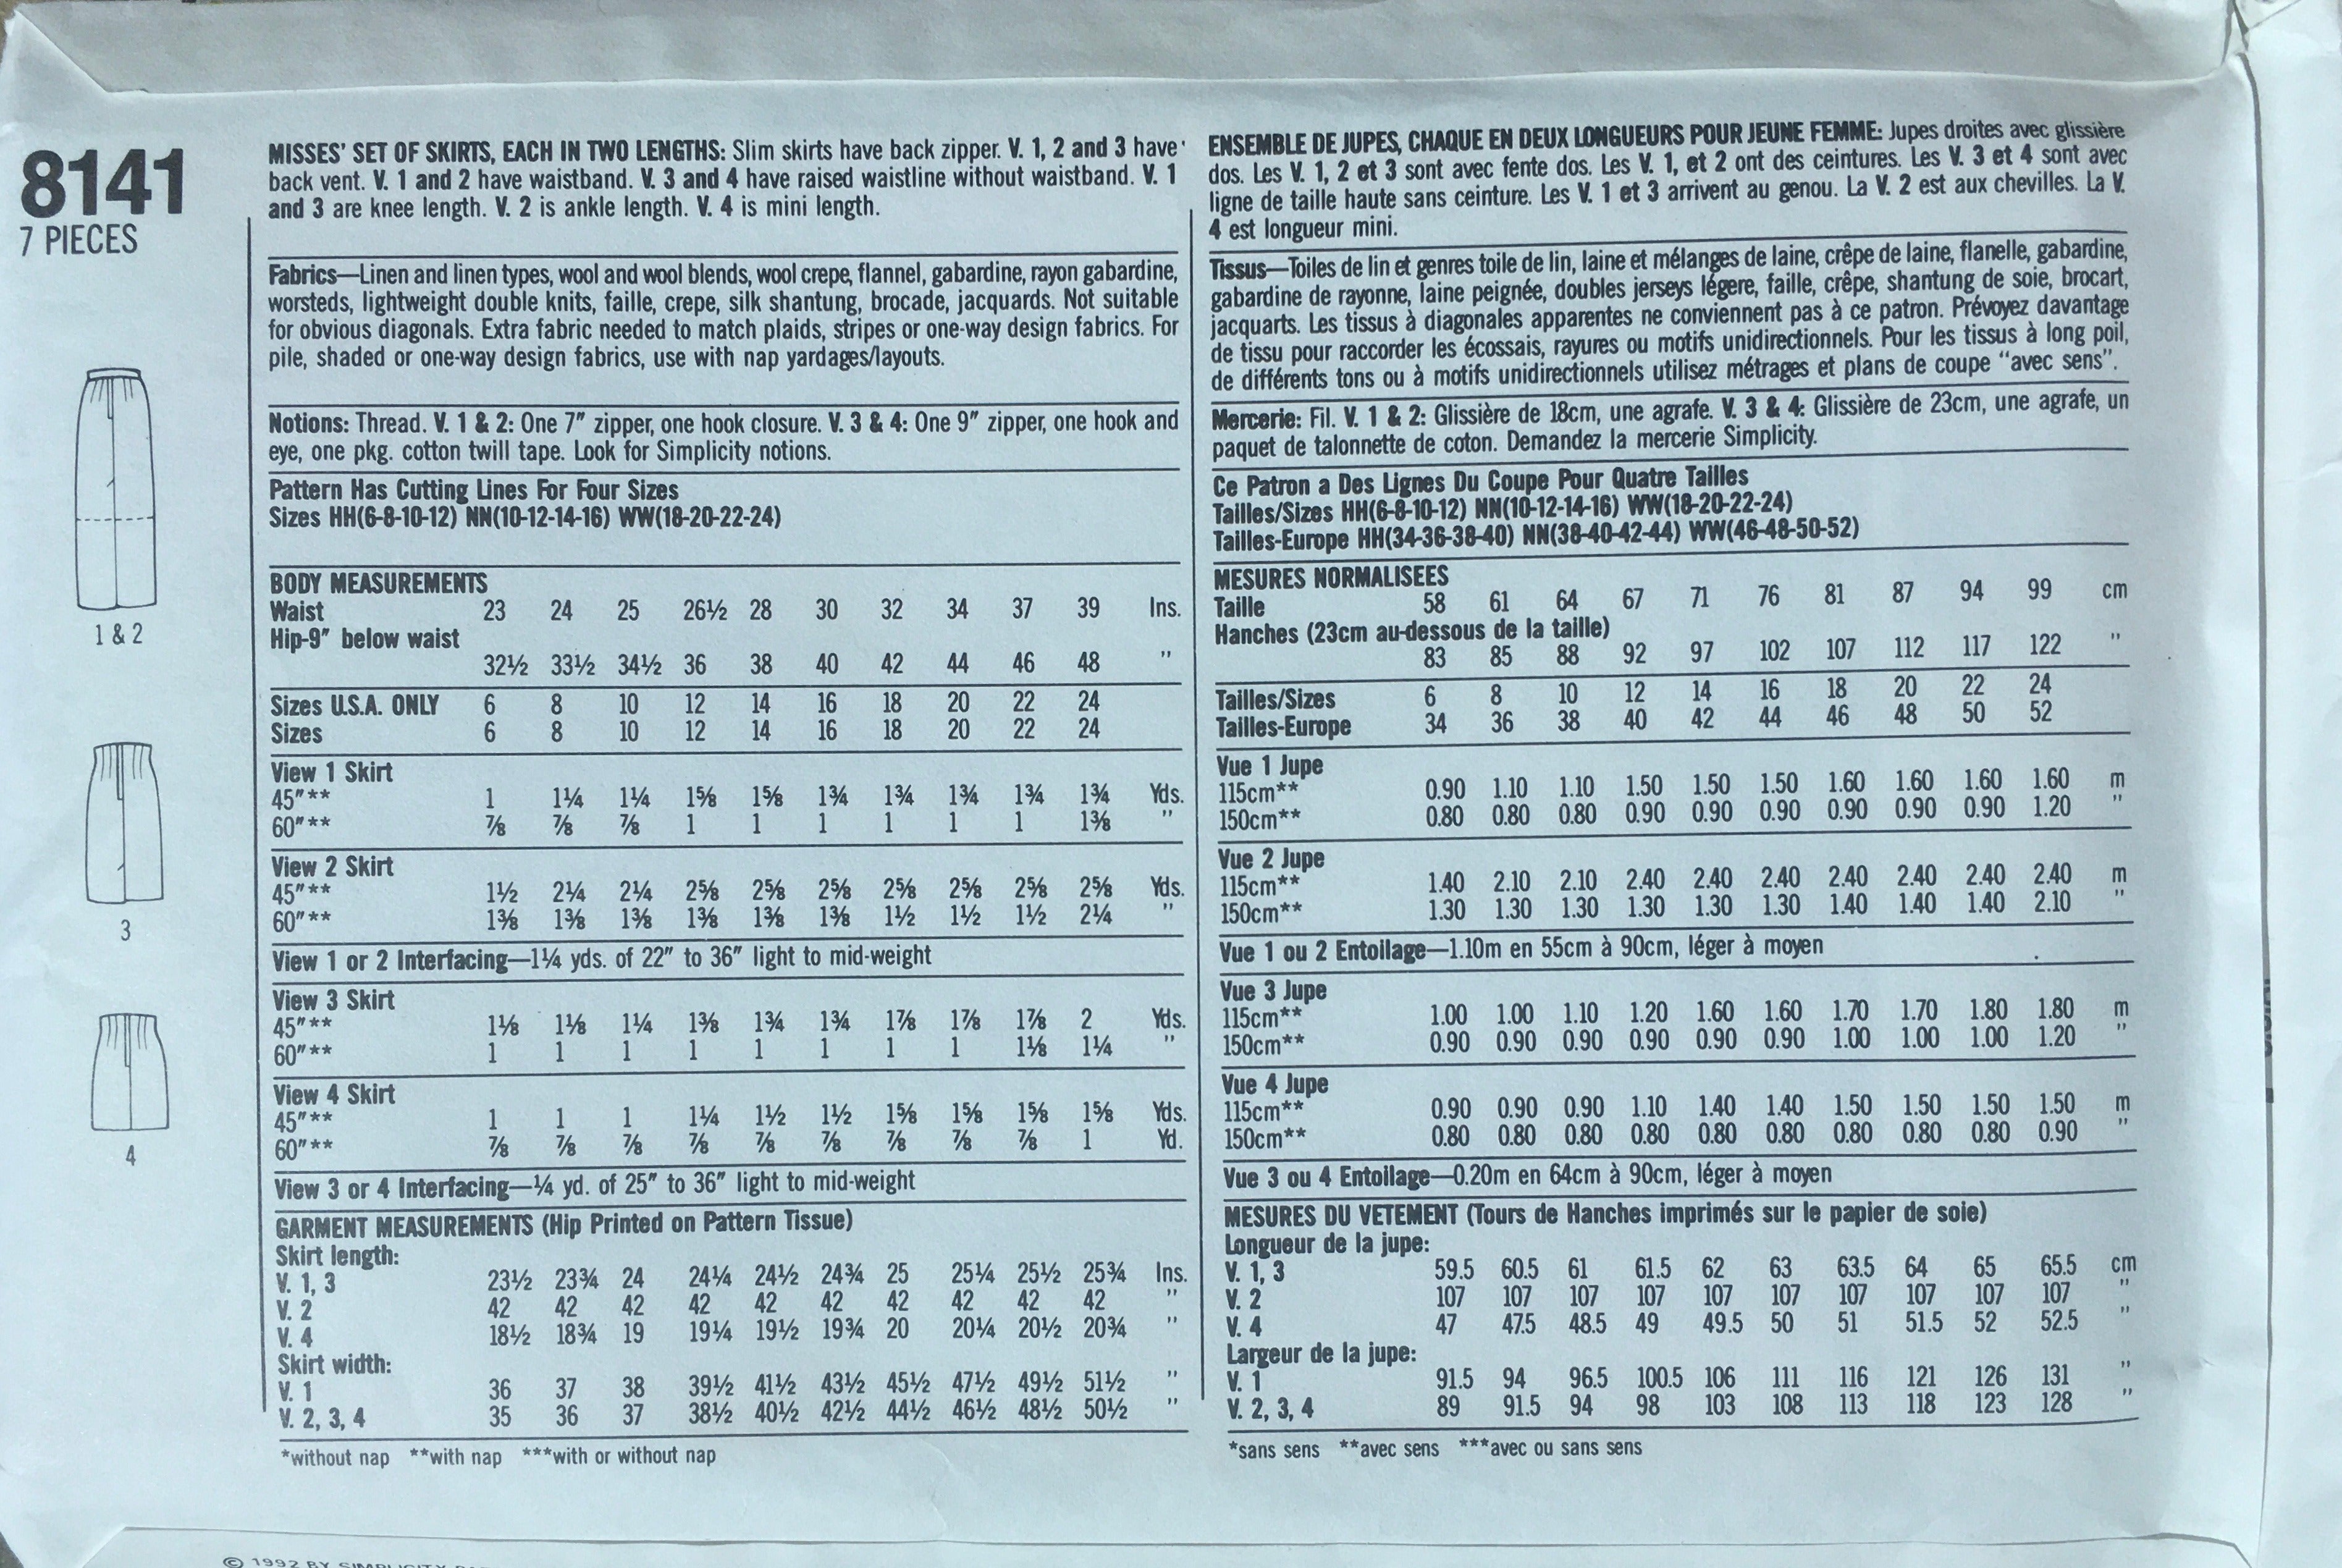 8141
7 PIECES
1 & 2
3
4
MISSES' SET OF SKIRTS, EACH IN TWO LENGTHS: Slim skirts have back zipper. V. 1, 2 and 3 have
back vent. V. 1 and 2 have waistband. V. 3 and 4 have raised waistline without waistband. V. 1
and 3 are knee length. V. 2 is ankle length. V. 4 is mini length.
Fabrics—Linen and linen types, wool and wool blends, wool crepe, flannel, gabardine, rayon gabardine,
worsteds, lightweight double knits, faille, crepe, silk shantung, brocade, jacquards. Not suitable
for obvious diagonals. Extra fabric needed to match plaids, stripes or one-way design fabrics. For
pile, shaded or one-way design fabrics, use with nap yardages/layouts.
Notions: Thread. V. 1 & 2: One 7″ zipper, one hook closure. V. 3 & 4: One 9″ zipper, one hook and
eye, one pkg. cotton twill tape. Look for Simplicity notions.
Pattern Has Cutting Lines For Four Sizes
Sizes HH(6-8-10-12) NN(10-12-14-16) WW(18-20-22-24)
BODY MEASUREMENTS
Waist 23 24 25 26½ 28 30 32 34 37 39 Ins.
Hip-9″ below waist
32½ 33½ 34½ 36 38 40 42 44 46 48 ″
Sizes U.S.A. ONLY 6 8 10 12 14 16 18 20 22 24
Sizes 6 8 10 12 14 16 18 20 22 24
View 1 Skirt
45″** 1 1¼ 1¼ 1⅝ 1⅝ 1¾ 1¾ 1¾ 1¾ 1¾ Yds.
60″** ⅞ ⅞ ⅞ 1 1 1 1 1 1 1⅜ ″
View 2 Skirt
45″** 1½ 2¼ 2¼ 2⅝ 2⅝ 2⅝ 2⅝ 2⅝ 2⅝ 2⅝ Yds.
60″** 1⅜ 1⅜ 1⅜ 1⅜ 1⅜ 1⅜ 1½ 1½ 1½ 2¼ ″
View 1 or 2 Interfacing—1¼ yds. of 22″ to 36″ light to mid-weight
View 3 Skirt
45″** 1⅛ 1⅛ 1¼ 1⅜ 1¾ 1¾ 1⅞ 1⅞ 1⅞ 2 Yds.
60″** 1 1 1 1 1 1 1 1 1⅛ 1¼ ″
View 4 Skirt
45″** 1 1 1 1¼ 1½ 1½ 1⅝ 1⅝ 1⅝ 1⅝ Yds.
60″** ⅞ ⅞ ⅞ ⅞ ⅞ ⅞ ⅞ ⅞ ⅞ 1 Yd.
View 3 or 4 Interfacing—¼ yd. of 25″ to 36″ light to mid-weight
GARMENT MEASUREMENTS (Hip Printed on Pattern Tissue)
Skirt length:
V. 1, 3 23½ 23¾ 24 24¼ 24½ 24¾ 25 25¼ 25½ 25¾ Ins.
V. 2 42 42 42 42 42 42 42 42 42 42 ″
V. 4 18½ 18¾ 19 19¼ 19½ 19¾ 20 20¼ 20½ 20¾ ″
Skirt width:
V. 1 36 37 38 39½ 41½ 43½ 45½ 47½ 49½ 51½ ″
V. 2, 3, 4 35 36 37 38½ 40½ 42½ 44½ 46½ 48½ 50½ ″
*without nap **with nap ***with or without nap
ENSEMBLE DE JUPES, CHAQUE EN DEUX LONGUEURS POUR JEUNE FEMME: Jupes droites avec glissière
dos. Les V. 1, 2 et 3 sont avec fente dos. Les V. 1, et 2 ont des ceintures. Les V. 3 et 4 sont avec
ligne de taille haute sans ceinture. Les V. 1 et 3 arrivent au genou. La V. 2 est aux chevilles. La V.
4 est longueur mini.
Tissus—Toiles de lin et genres toile de lin, laine et mélanges de laine, crêpe de laine, flanelle, gabardine,
gabardine de rayonne, laine peignée, doubles jerseys légere, faille, crêpe, shantung de soie, brocart,
jacquarts. Les tissus à diagonales apparentes ne conviennent pas à ce patron. Prévoyez davantage
de tissu pour raccorder les écossais, rayures ou motifs unidirectionnels. Pour les tissus à long poil,
de différents tons ou à motifs unidirectionnels utilisez métrages et plans de coupe "avec sens".
Mercerie: Fil. V. 1 & 2: Glissière de 18cm, une agrafe. V. 3 & 4: Glissière de 23cm, une agrafe, un
paquet de talonnette de coton. Demandez la mercerie Simplicity.
Ce Patron a Des Lignes Du Coupe Pour Quatre Tailles
Tailles/Sizes HH(6-8-10-12) NN(10-12-14-16) WW(18-20-22-24)
Tailles-Europe HH(34-36-38-40) NN(38-40-42-44) WW(46-48-50-52)
MESURES NORMALISEES
Taille 58 61 64 67 71 76 81 87 94 99 cm
Hanches (23cm au-dessous de la taille)
83 85 88 92 97 102 107 112 117 122 ″
Tailles/Sizes 6 8 10 12 14 16 18 20 22 24
Tailles-Europe 34 36 38 40 42 44 46 48 50 52
Vue 1 Jupe
115cm** 0.90 1.10 1.10 1.50 1.50 1.50 1.60 1.60 1.60 1.60 m
150cm** 0.80 0.80 0.80 0.90 0.90 0.90 0.90 0.90 0.90 1.20 ″
Vue 2 Jupe
115cm** 1.40 2.10 2.10 2.40 2.40 2.40 2.40 2.40 2.40 2.40 m
150cm** 1.30 1.30 1.30 1.30 1.30 1.30 1.40 1.40 1.40 2.10 ″
Vue 1 ou 2 Entoilage—1.10m en 55cm à 90cm, léger à moyen
Vue 3 Jupe
115cm** 1.00 1.00 1.10 1.20 1.60 1.60 1.70 1.70 1.80 1.80 m
150cm** 0.90 0.90 0.90 0.90 0.90 0.90 1.00 1.00 1.00 1.20 ″
Vue 4 Jupe
115cm** 0.90 0.90 0.90 1.10 1.40 1.40 1.50 1.50 1.50 1.50 m
150cm** 0.80 0.80 0.80 0.80 0.80 0.80 0.80 0.80 0.80 0.90 ″
Vue 3 ou 4 Entoilage—0.20m en 64cm à 90cm, léger à moyen
MESURES DU VETEMENT (Tours de Hanches imprimés sur le papier de soie)
Longueur de la jupe:
V. 1, 3 59.5 60.5 61 61.5 62 63 63.5 64 65 65.5 cm
V. 2 107 107 107 107 107 107 107 107 107 107 ″
V. 4 47 47.5 48.5 49 49.5 50 51 51.5 52 52.5 ″
Largeur de la jupe:
V. 1 91.5 94 96.5 100.5 106 111 116 121 126 131 ″
V. 2, 3, 4 89 91.5 94 98 103 108 113 118 123 128 ″
*sans sens **avec sens ***avec ou sans sens
© 1992 BY SIMPLICITY